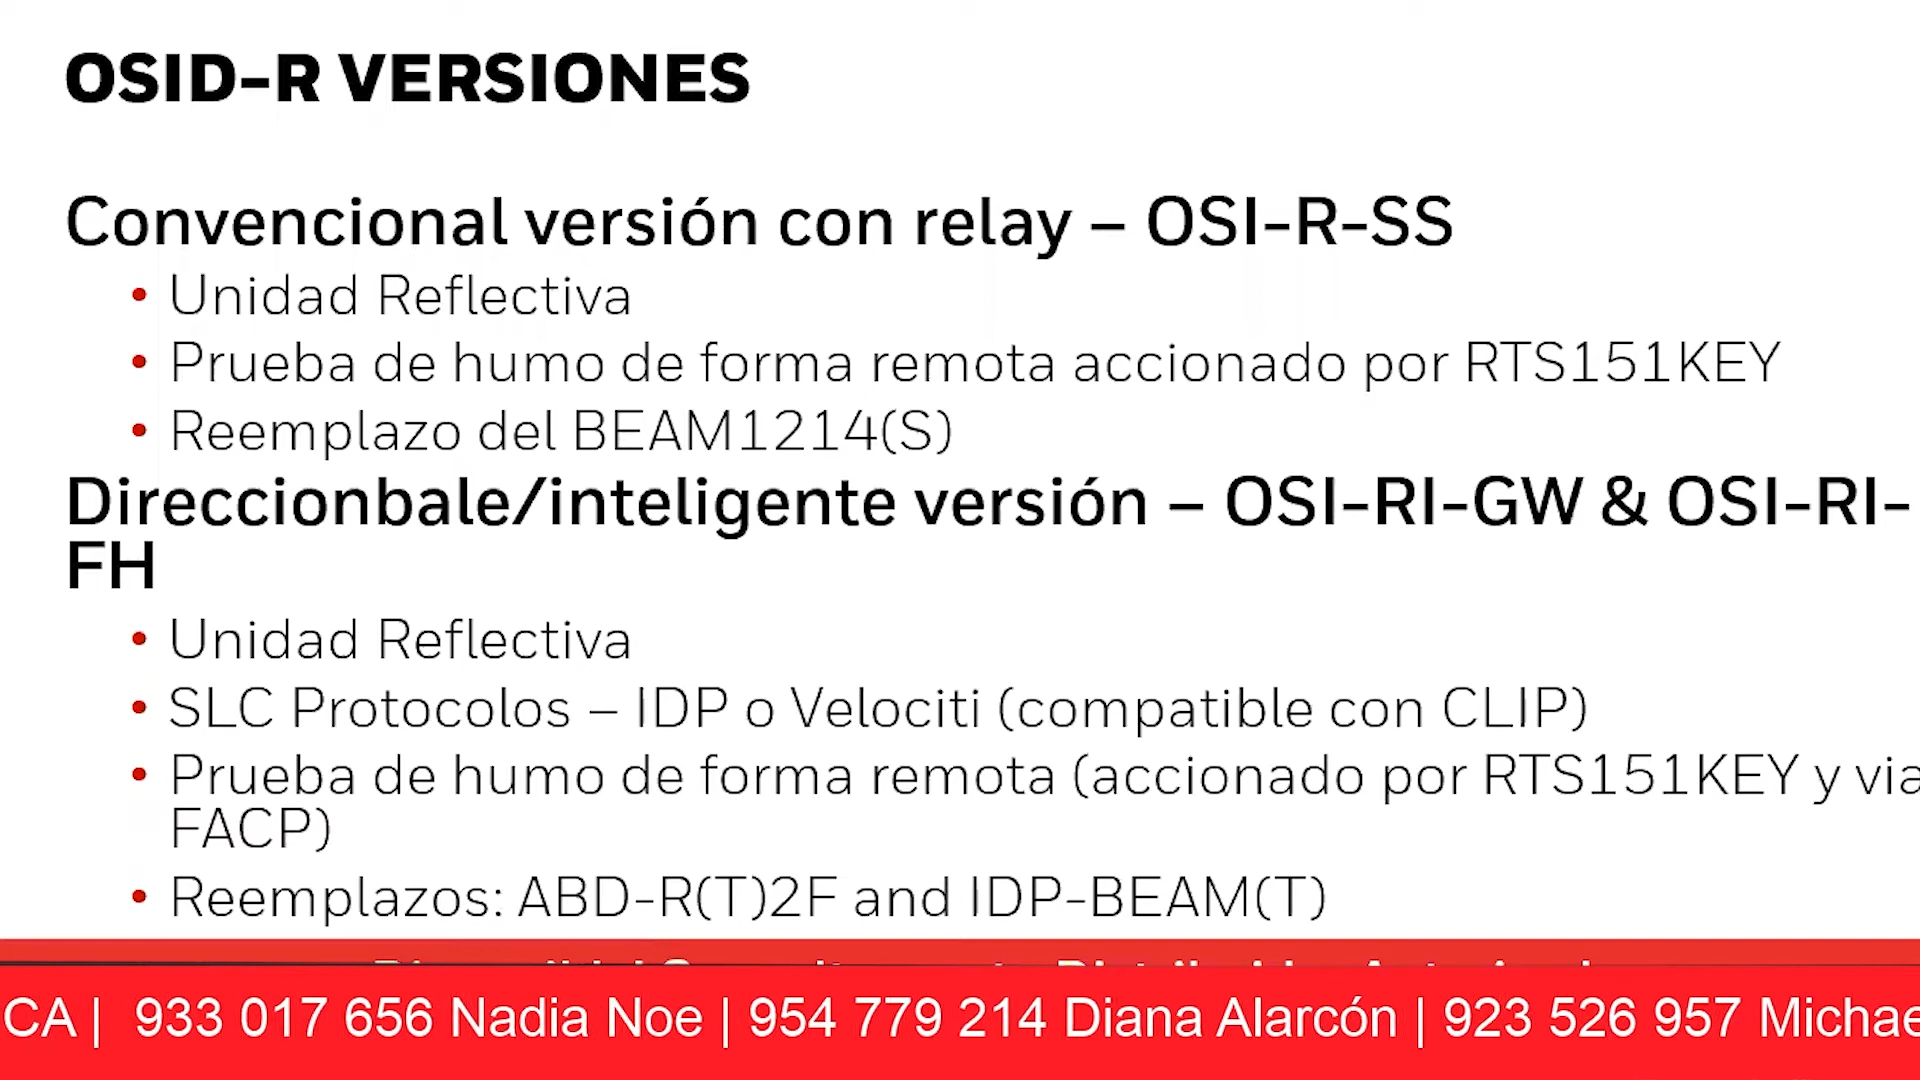 OSID-R VERSIONES
Convencional versión con relay – OSI-R-SS
• Unidad Reflectiva
• Prueba de humo de forma remota accionado por RTS151KEY
• Reemplazo del BEAM1214(S)
Direccionbale/inteligente versión – OSI-RI-GW & OSI-RI-
FH
• Unidad Reflectiva
• SLC Protocolos – IDP o Velociti (compatible con CLIP)
• Prueba de humo de forma remota (accionado por RTS151KEY y via
FACP)
• Reemplazos: ABD-R(T)2F and IDP-BEAM(T)
CA | 933 017 656 Nadia Noe | 954 779 214 Diana Alarcón | 923 526 957 Michae